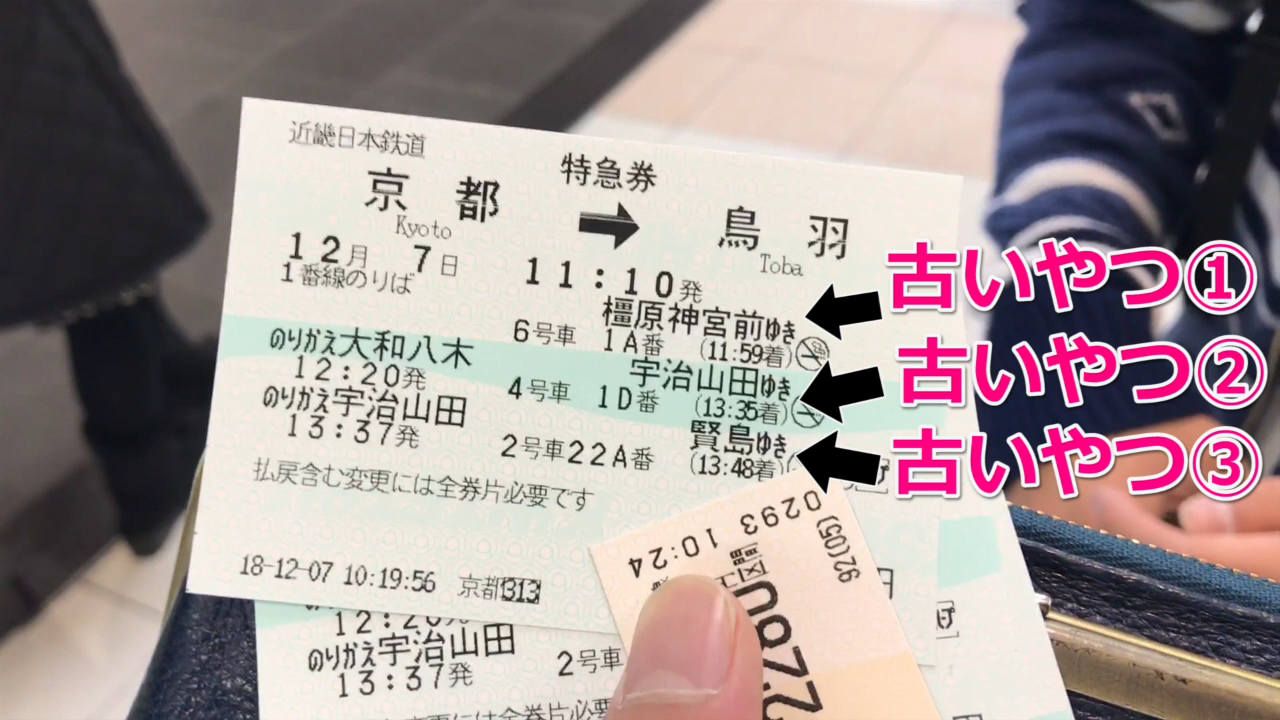 近畿日本鉄道
特急券
京都 ➡ 鳥羽
Kyoto Toba
12月 7日 11:10発
1番線のりば
橿原神宮前ゆき
6号車 1A番 (11:59着)
のりかえ大和八木 宇治山田ゆき
12:20発 4号車 1D番 (13:35着)
のりかえ宇治山田 賢島ゆき
13:37発 2号車22A番 (13:48着)
払戻含む変更には全券片必要です
18-12-07 10:19:56 京都313
古いやつ①
古いやつ②
古いやつ③
0293 10:24
92(05)
のりかえ宇治山田 2号車
13:37発